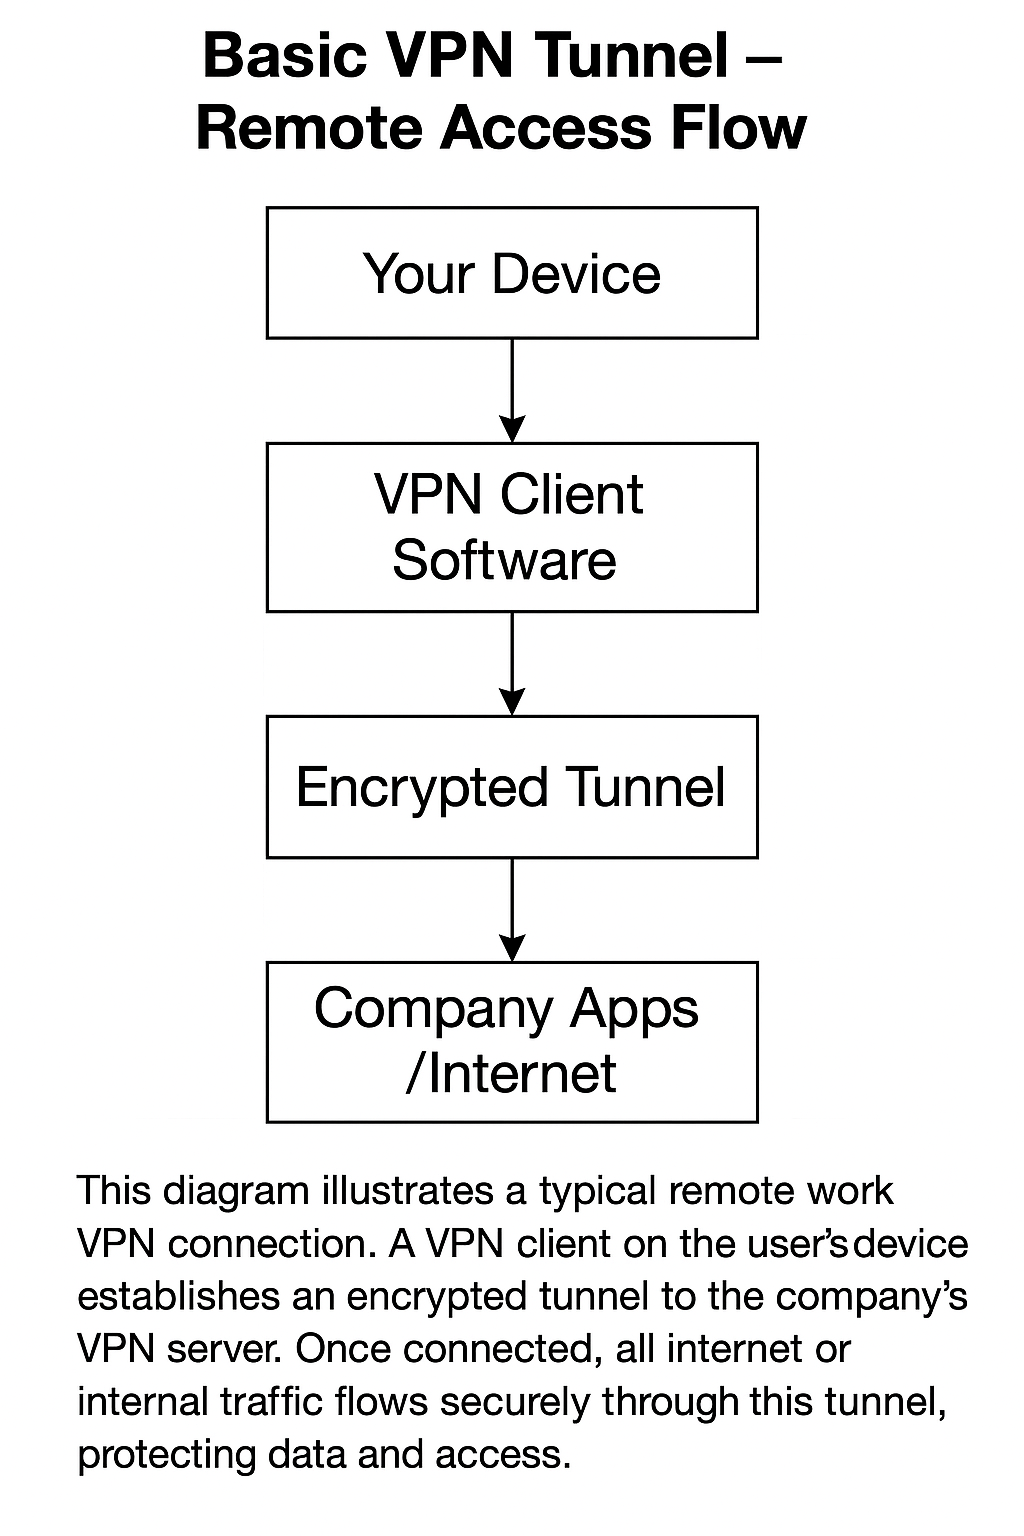 Basic VPN Tunnel –
Remote Access Flow
Your Device
VPN Client
Software
Encrypted Tunnel
Company Apps
/Internet
This diagram illustrates a typical remote work
VPN connection. A VPN client on the user’s device
establishes an encrypted tunnel to the company’s
VPN server. Once connected, all internet or
internal traffic flows securely through this tunnel,
protecting data and access.